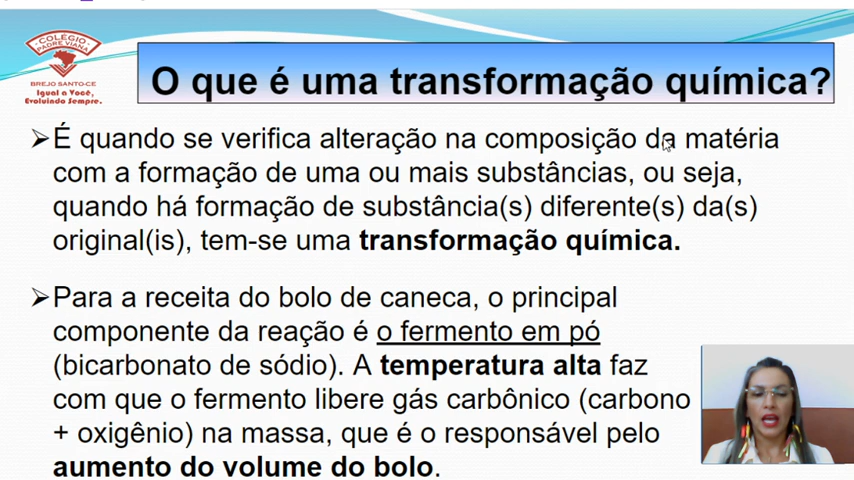 COLÉGIO
PADRE VIANA
BREJO SANTO-CE
Igual a Você,
Evoluindo Sempre.
O que é uma transformação química?
➢É quando se verifica alteração na composição da matéria
com a formação de uma ou mais substâncias, ou seja,
quando há formação de substância(s) diferente(s) da(s)
original(is), tem-se uma transformação química.
➢Para a receita do bolo de caneca, o principal
componente da reação é o fermento em pó
(bicarbonato de sódio). A temperatura alta faz
com que o fermento libere gás carbônico (carbono
+ oxigênio) na massa, que é o responsável pelo
aumento do volume do bolo.